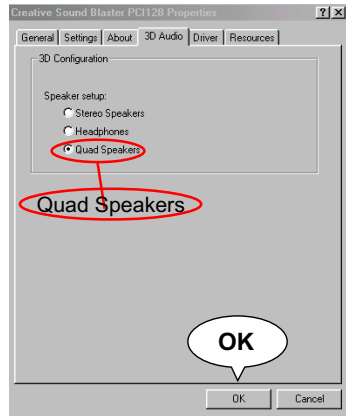 Creative Sound Blaster PCI128 Properties
General Settings About 3D Audio Driver Resources
3D Configuration
Speaker setup:
Stereo Speakers
Headphones
Quad Speakers
Quad Speakers
OK
OK Cancel